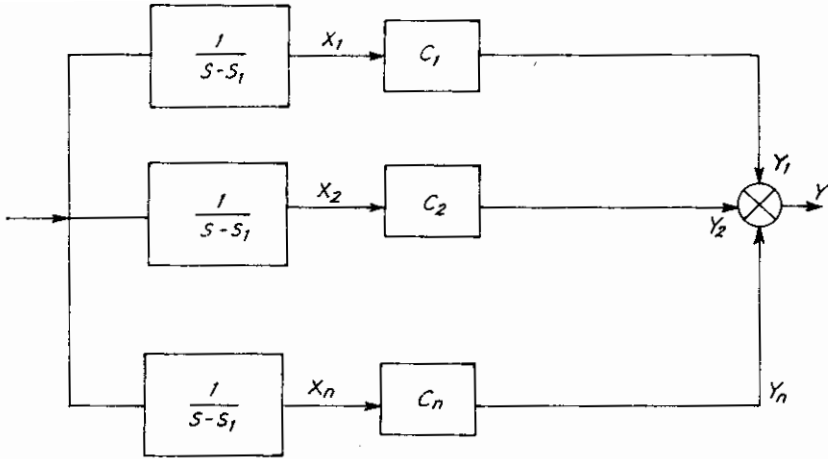 1/(S-S₁) X₁ C₁
Y₁
1/(S-S₁) X₂ C₂ Y₂ Y
1/(S-S₁) Xₙ Cₙ Yₙ